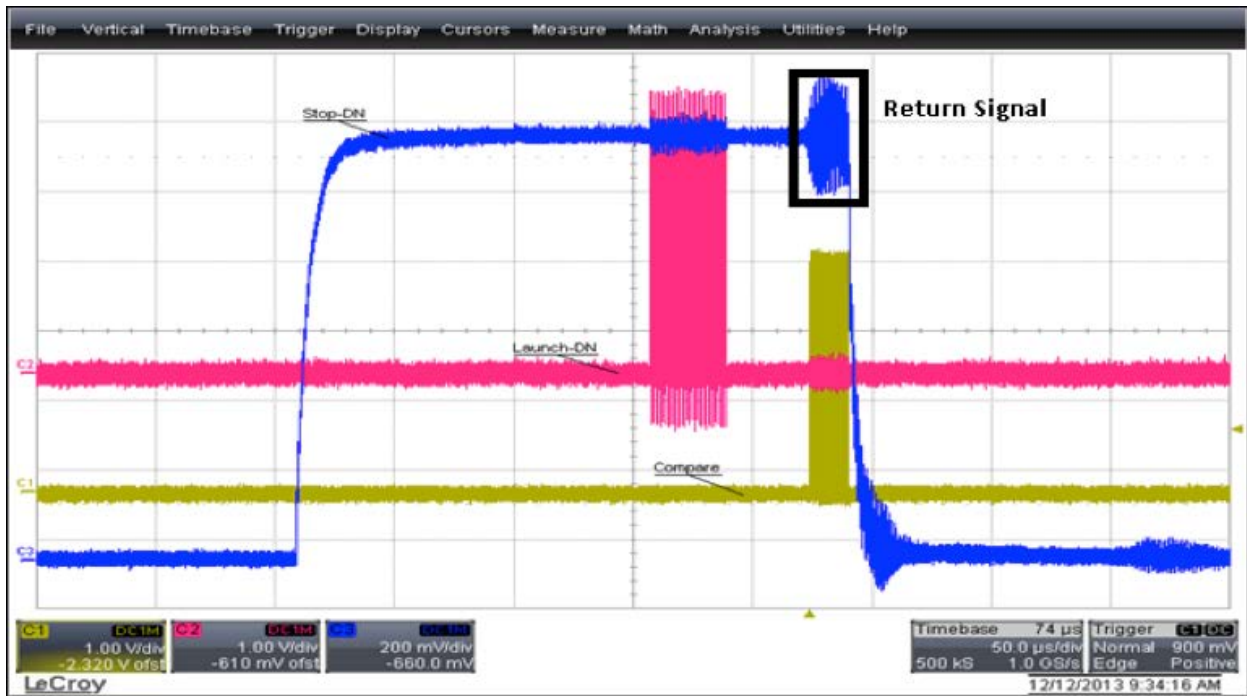 File Vertical Timebase Trigger Display Cursors Measure Math Analysis Utilities Help
Stop-DN
Return Signal
Launch-DN
C2
Compare
C1
C3
C1 DC1M
1.00 V/div
-2.320 V ofst
C2 DC1M
1.00 V/div
-610 mV ofst
C3 DC1M
200 mV/div
-660.0 mV
Timebase 74 µs
50.0 µs/div
500 kS 1.0 GS/s
Trigger C1 DC
Normal 900 mV
Edge Positive
LeCroy
12/12/2013 9:34:16 AM